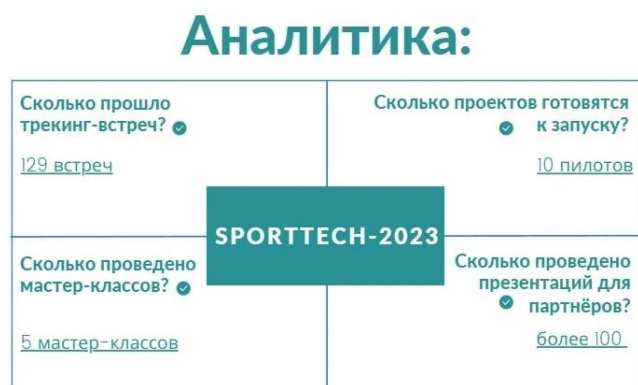 Аналитика:
Сколько прошло
трекинг-встреч?
129 встреч
Сколько проектов готовятся
к запуску?
10 пилотов
SPORTTECH-2023
Сколько проведено
мастер-классов?
5 мастер-классов
Сколько проведено
презентаций для
партнёров?
более 100